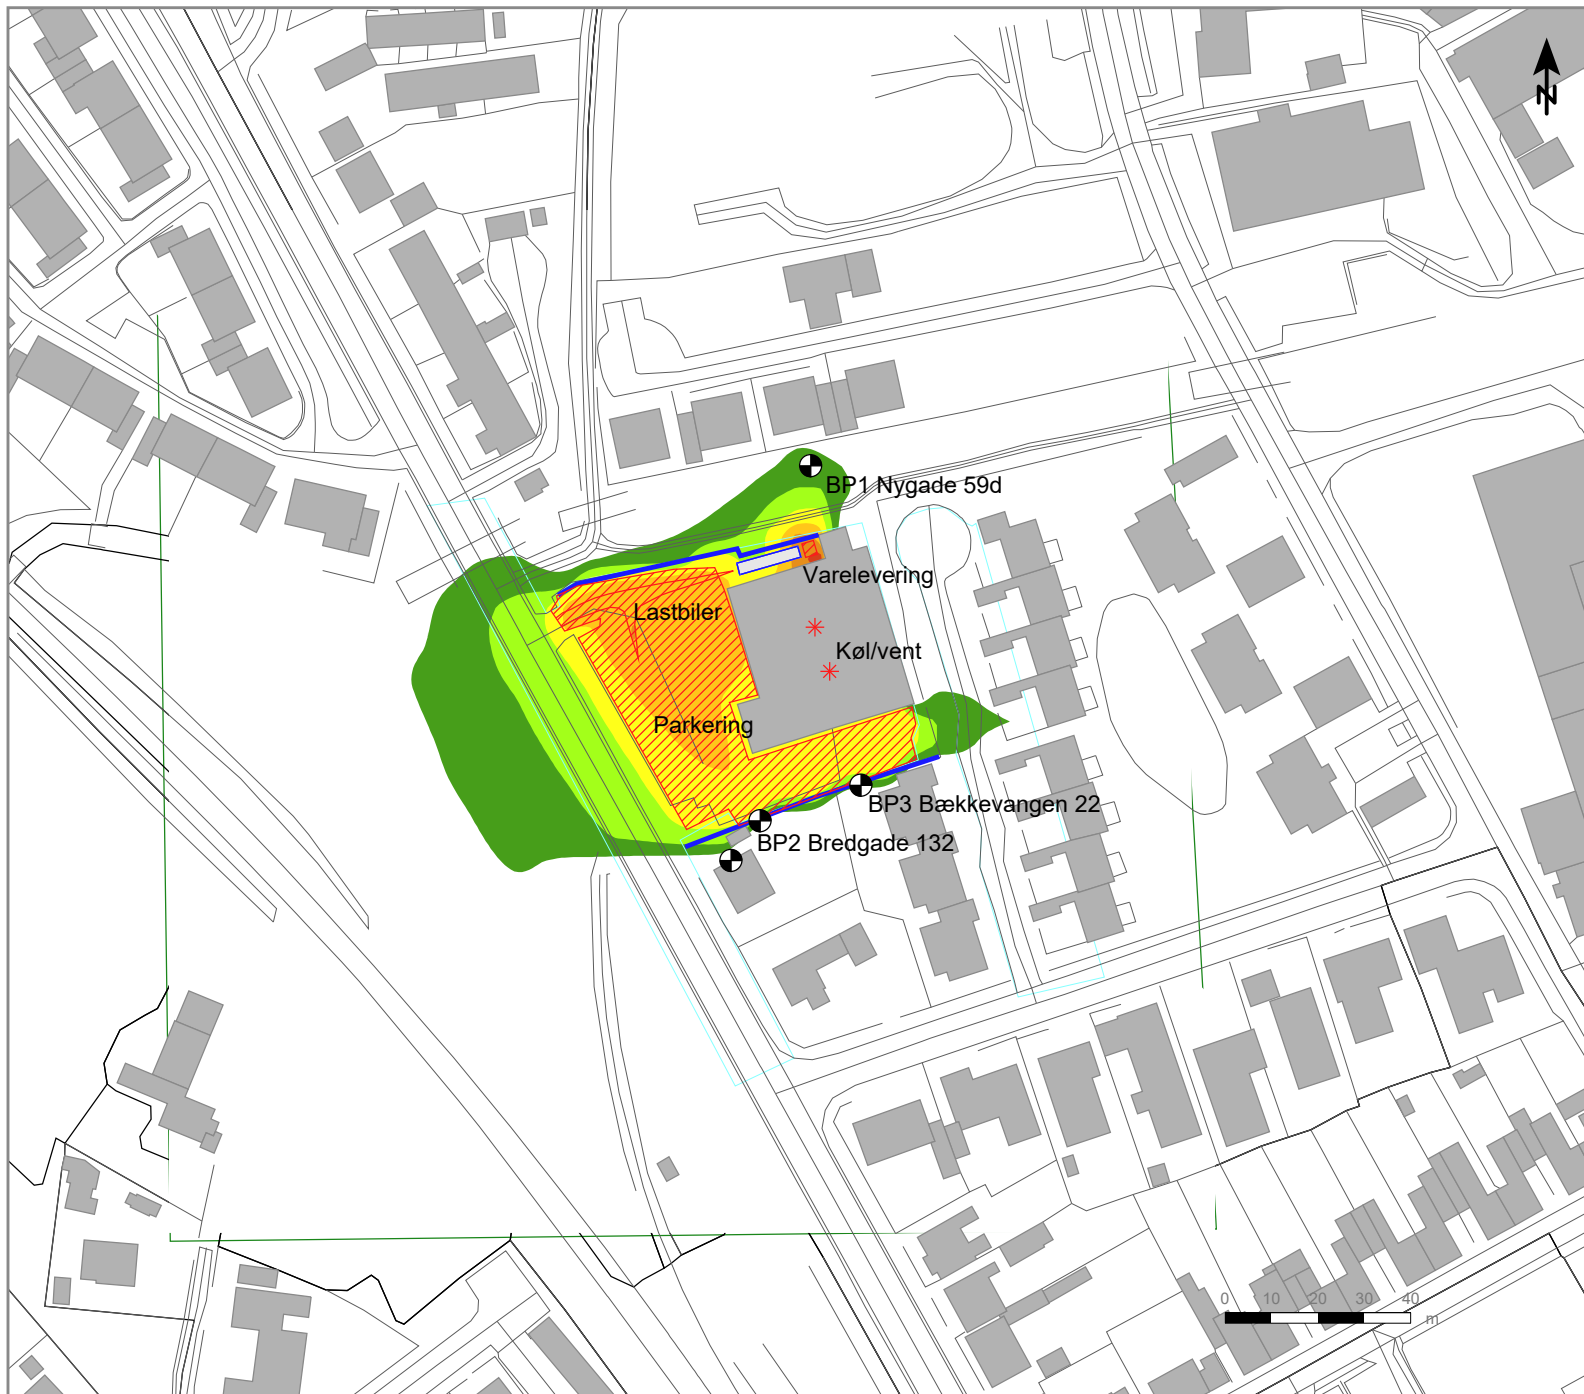 N
BP1 Nygade 59d
Varelevering
Lastbiler
Køl/vent
Parkering
BP3 Bækkevangen 22
BP2 Bredgade 132
0 10 20 30 40
m